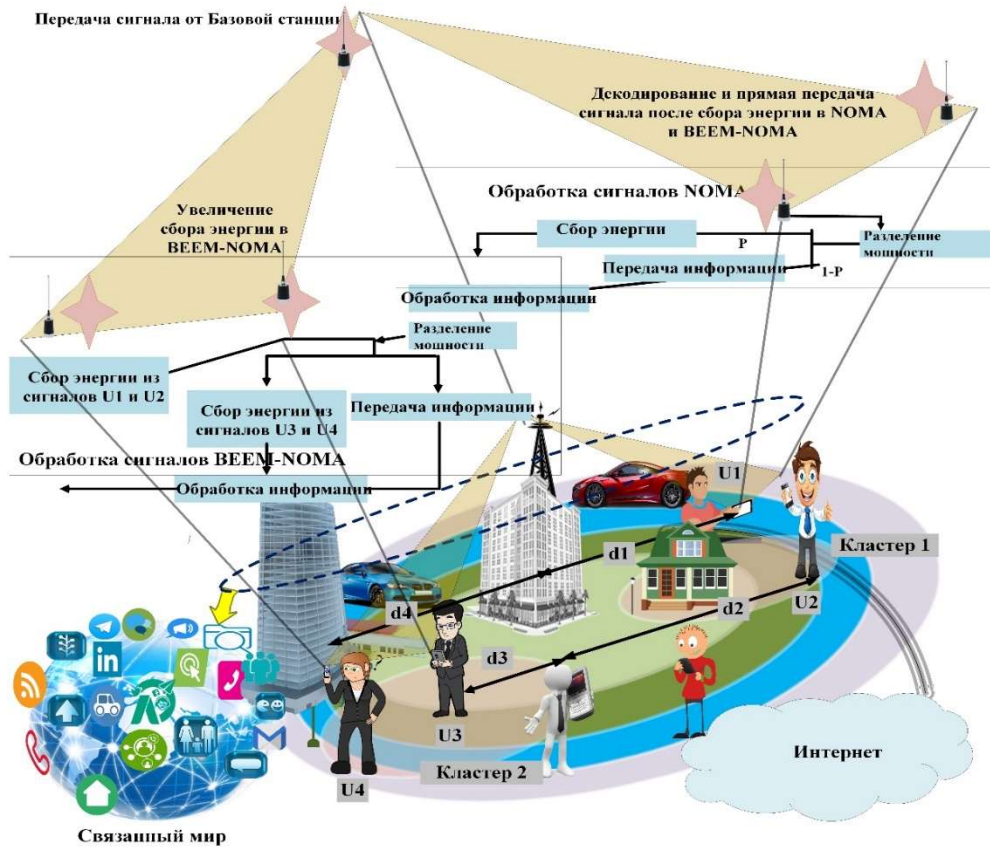 Передача сигнала от Базовой станции
Декодирование и прямая передача
сигнала после сбора энергии в NOMA
и BEEM-NOMA
Обработка сигналов NOMA
Увеличение
сбора энергии в
BEEM-NOMA
Сбор энергии
P
Разделение
мощности
Передача информации
1-P
Обработка информации
Разделение
мощности
Сбор энергии из
сигналов U1 и U2
Сбор энергии из
сигналов U3 и U4
Передача информации
Обработка сигналов BEEM-NOMA
Обработка информации
U1
Кластер 1
d1
U2
d2
d4
d3
in
U3
Интернет
Кластер 2
U4
Связанный мир